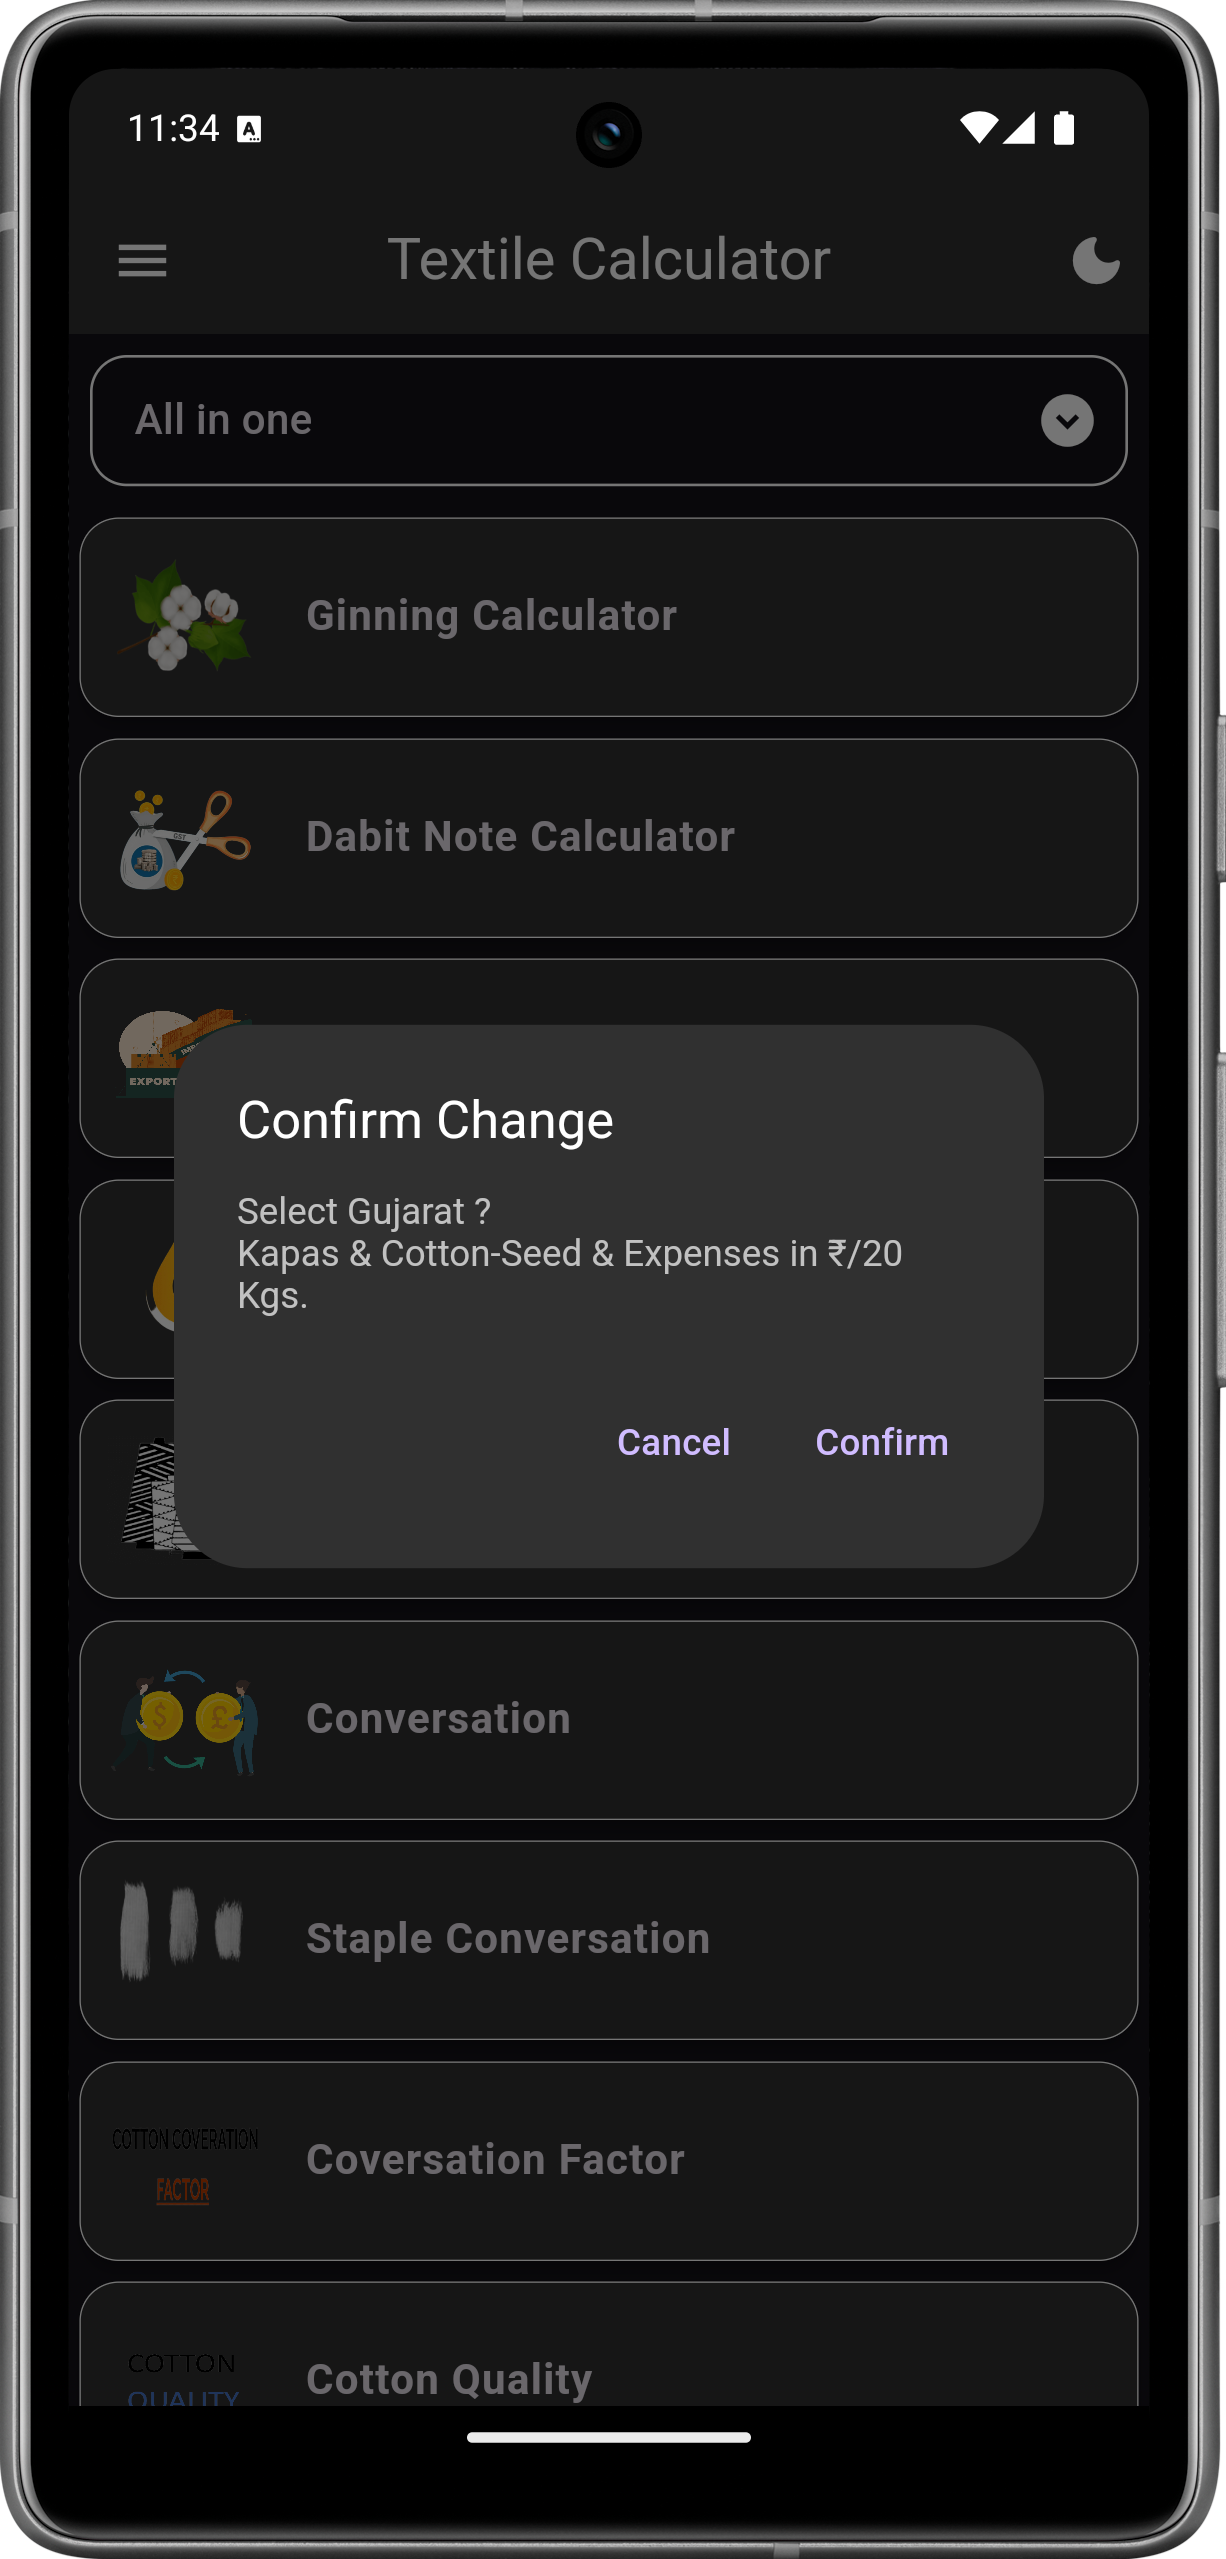 11:34
Textile Calculator
All in one
Ginning Calculator
GST
Dabit Note Calculator
EXPORT
Confirm Change
Select Gujarat ?
Kapas & Cotton-Seed & Expenses in ₹/20
Kgs.
Cancel
Confirm
Conversation
Staple Conversation
COTTON COVERATION
FACTOR
Coversation Factor
COTTON
QUALITY
Cotton Quality